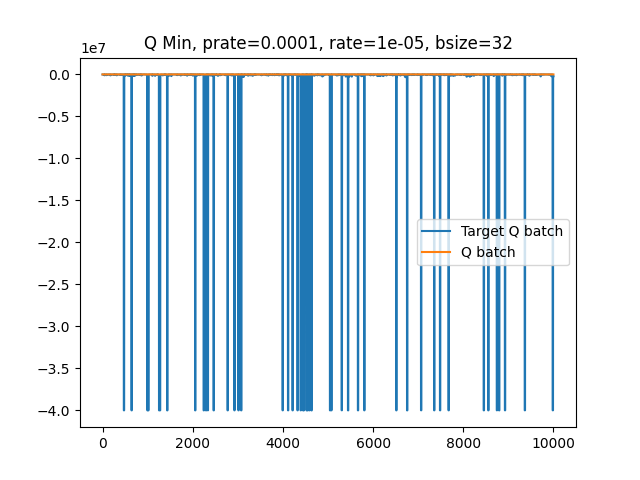 Q Min, prate=0.0001, rate=1e-05, bsize=32
1e7
0.0
−0.5
−1.0
−1.5
−2.0
−2.5
−3.0
−3.5
−4.0
Target Q batch
Q batch
0 2000 4000 6000 8000 10000